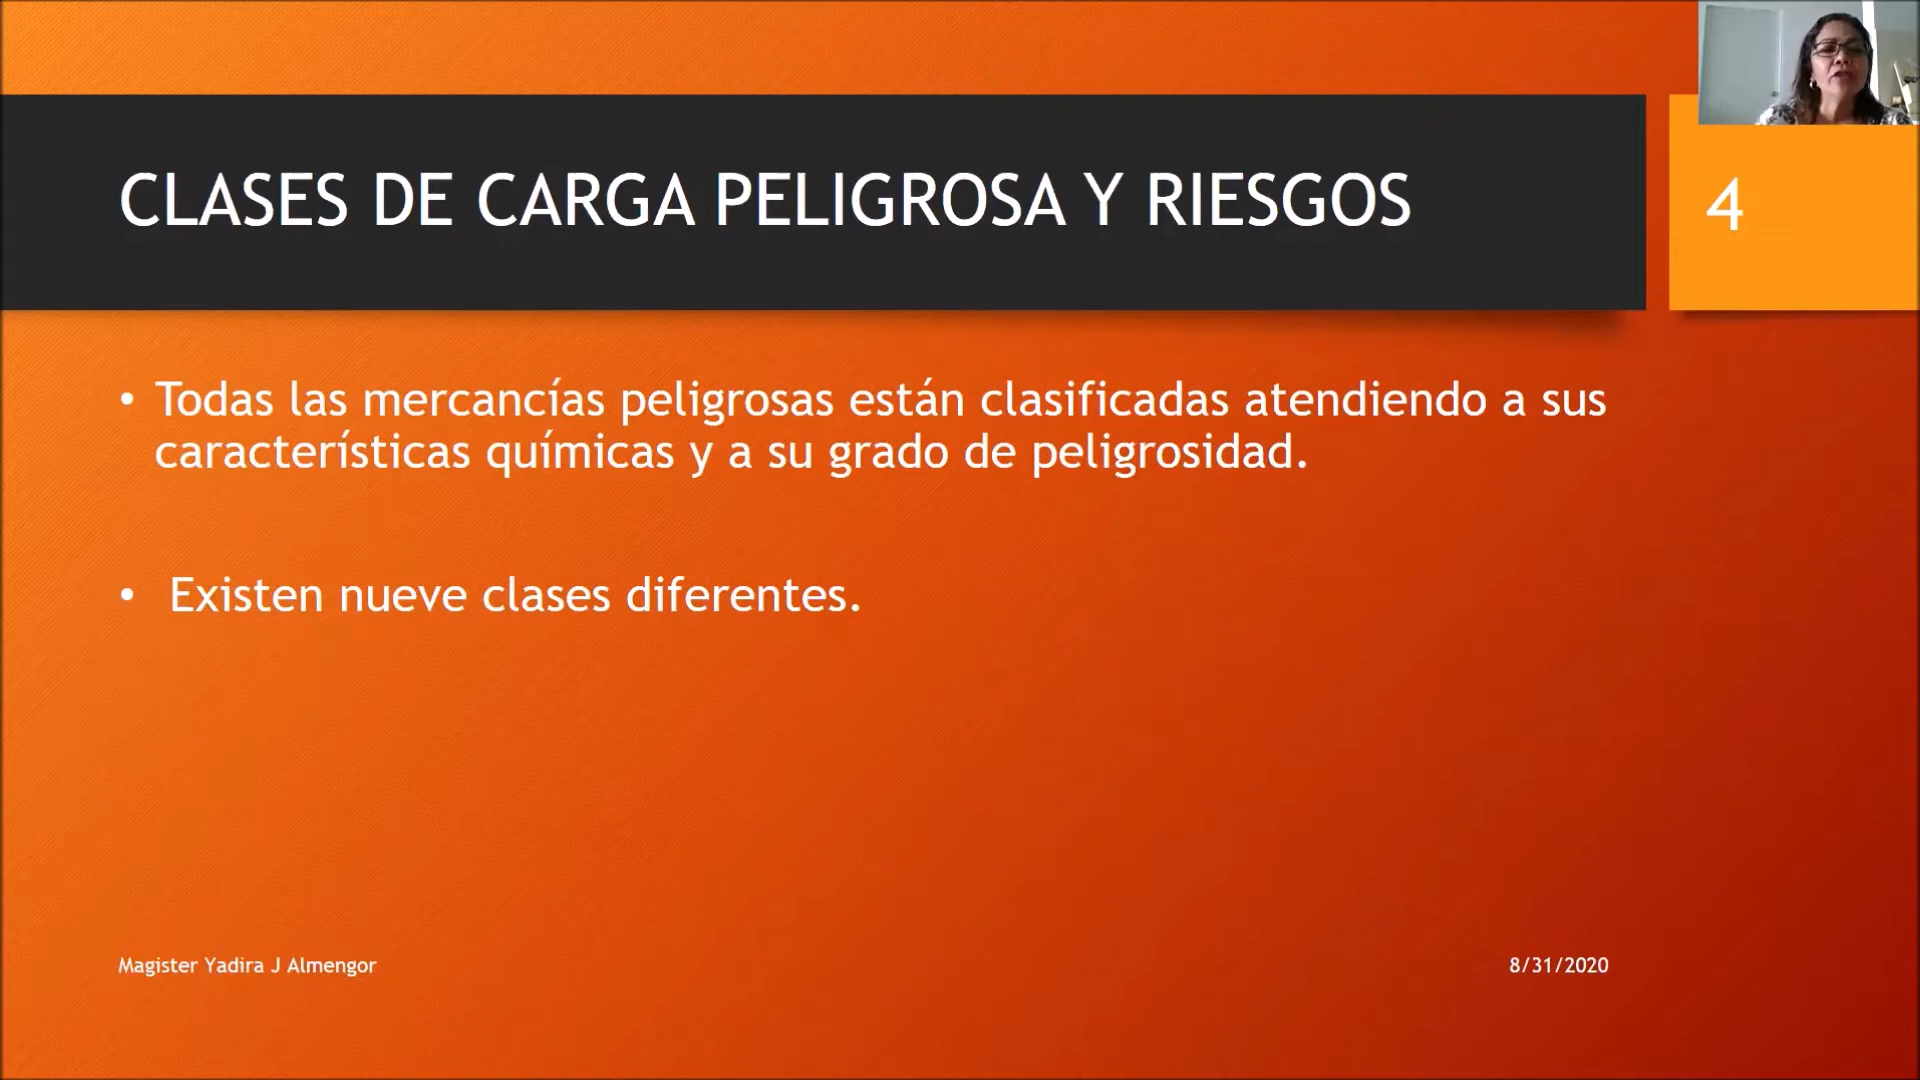 CLASES DE CARGA PELIGROSA Y RIESGOS
4
• Todas las mercancías peligrosas están clasificadas atendiendo a sus
características químicas y a su grado de peligrosidad.
• Existen nueve clases diferentes.
Magister Yadira J Almengor
8/31/2020